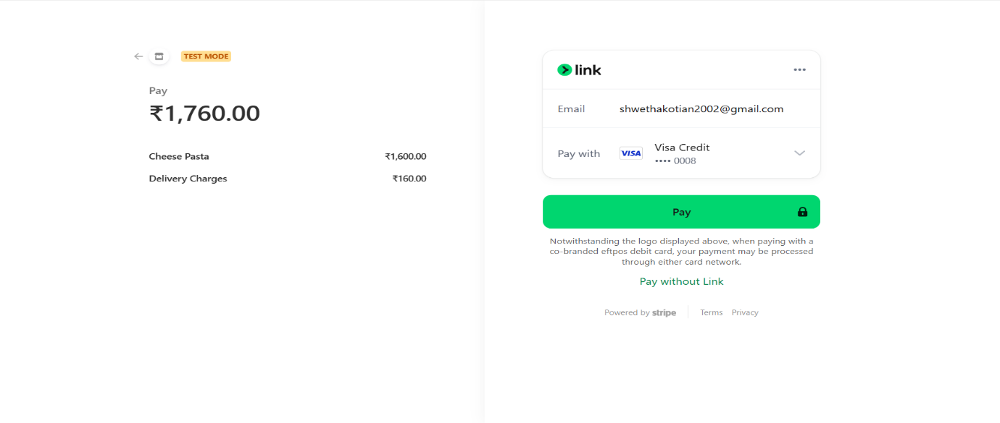 TEST MODE
Pay
₹1,760.00
Cheese Pasta ₹1,600.00
Delivery Charges ₹160.00
link
Email shwethakotian2002@gmail.com
Pay with VISA Visa Credit
•••• 0008
Pay
Notwithstanding the logo displayed above, when paying with a
co-branded eftpos debit card, your payment may be processed
through either card network.
Pay without Link
Powered by stripe Terms Privacy